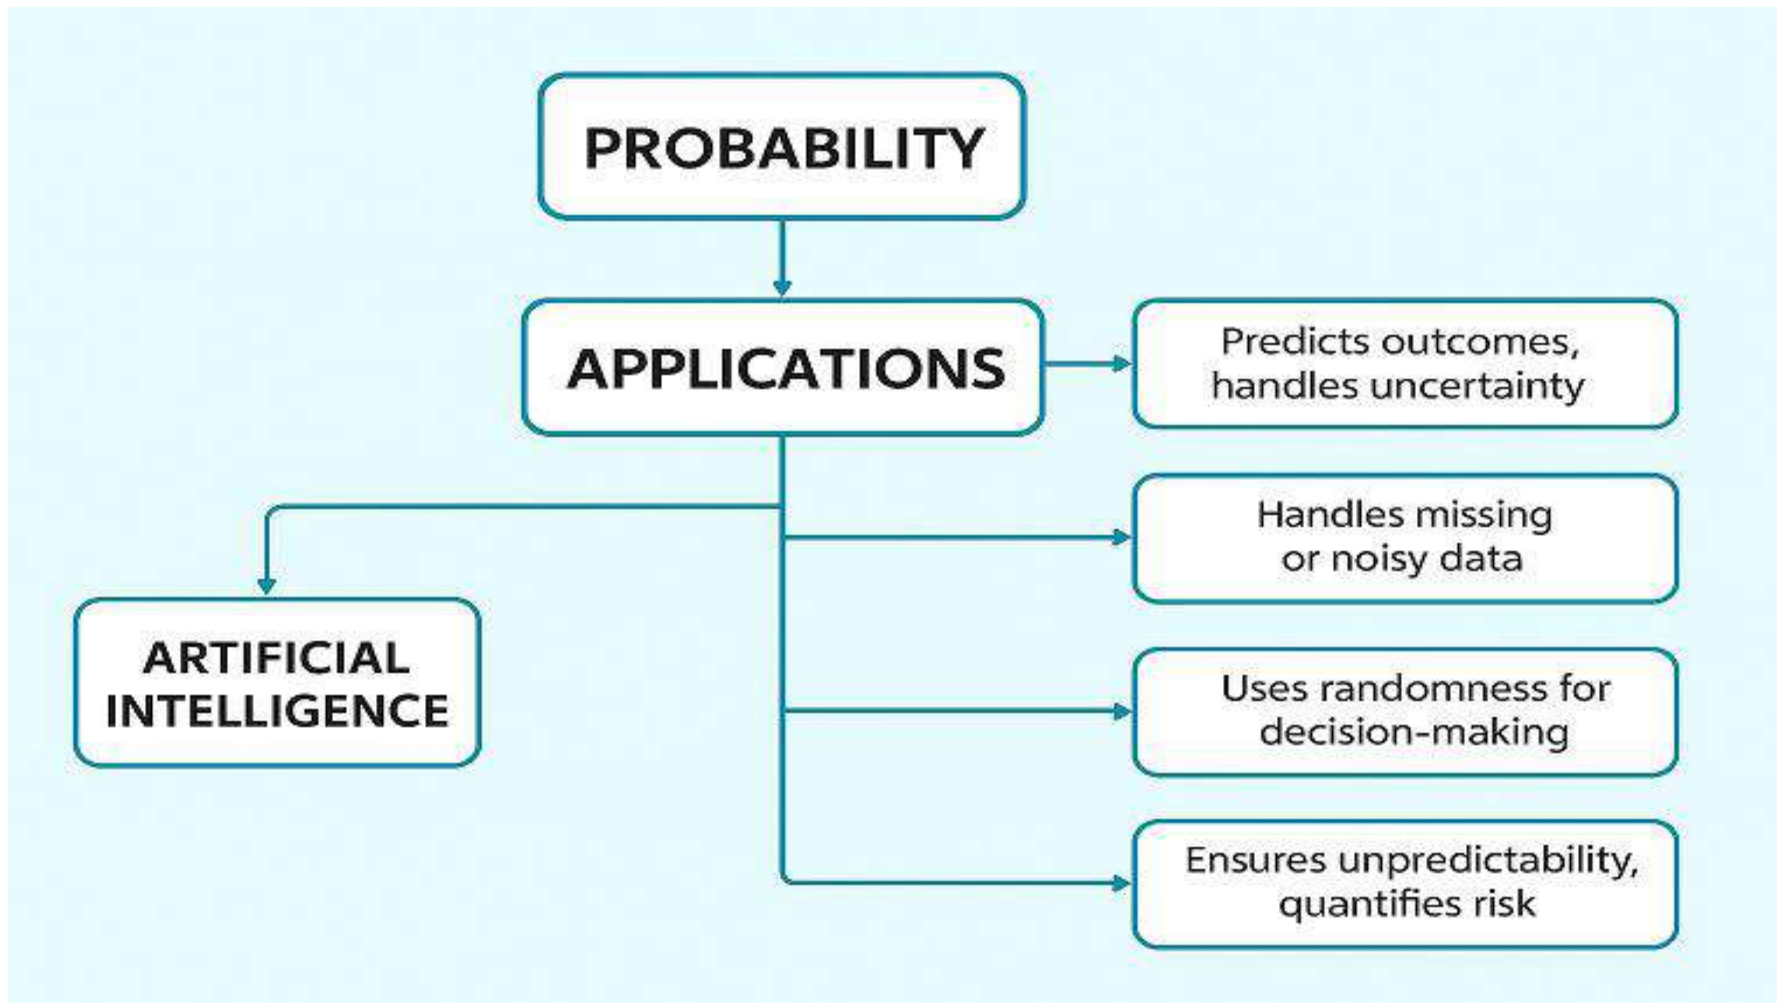 PROBABILITY
APPLICATIONS
Predicts outcomes,
handles uncertainty
Handles missing
or noisy data
ARTIFICIAL
INTELLIGENCE
Uses randomness for
decision-making
Ensures unpredictability,
quantifies risk